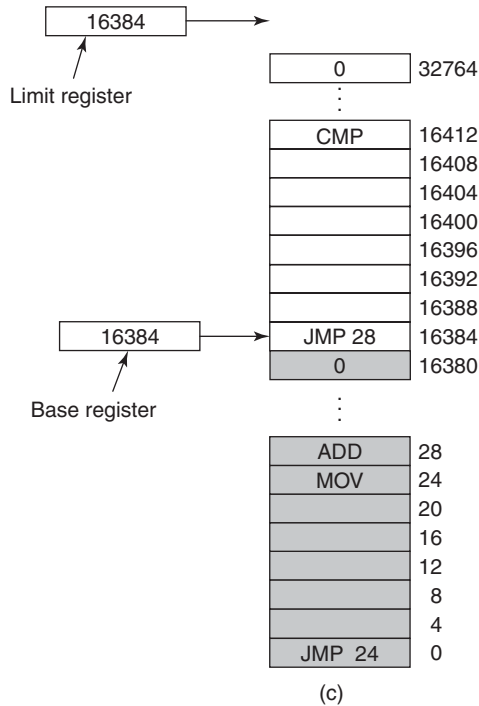 16384
Limit register
0 32764
CMP 16412
16408
16404
16400
16396
16392
16388
16384 JMP 28 16384
0 16380
Base register
ADD 28
MOV 24
20
16
12
8
4
JMP 24 0
(c)